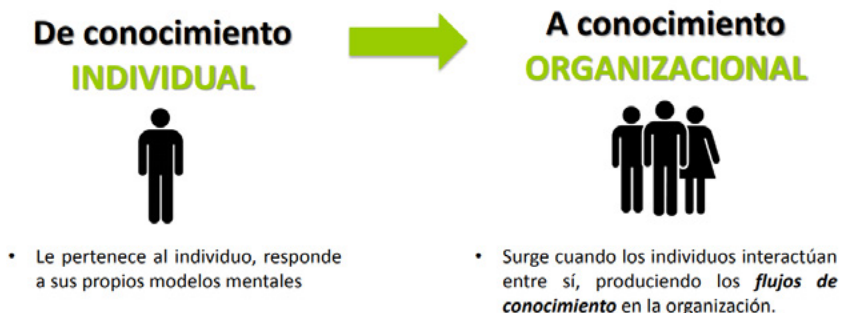 De conocimiento
INDIVIDUAL
• Le pertenece al individuo, responde
a sus propios modelos mentales
A conocimiento
ORGANIZACIONAL
• Surge cuando los individuos interactúan
entre sí, produciendo los flujos de
conocimiento en la organización.